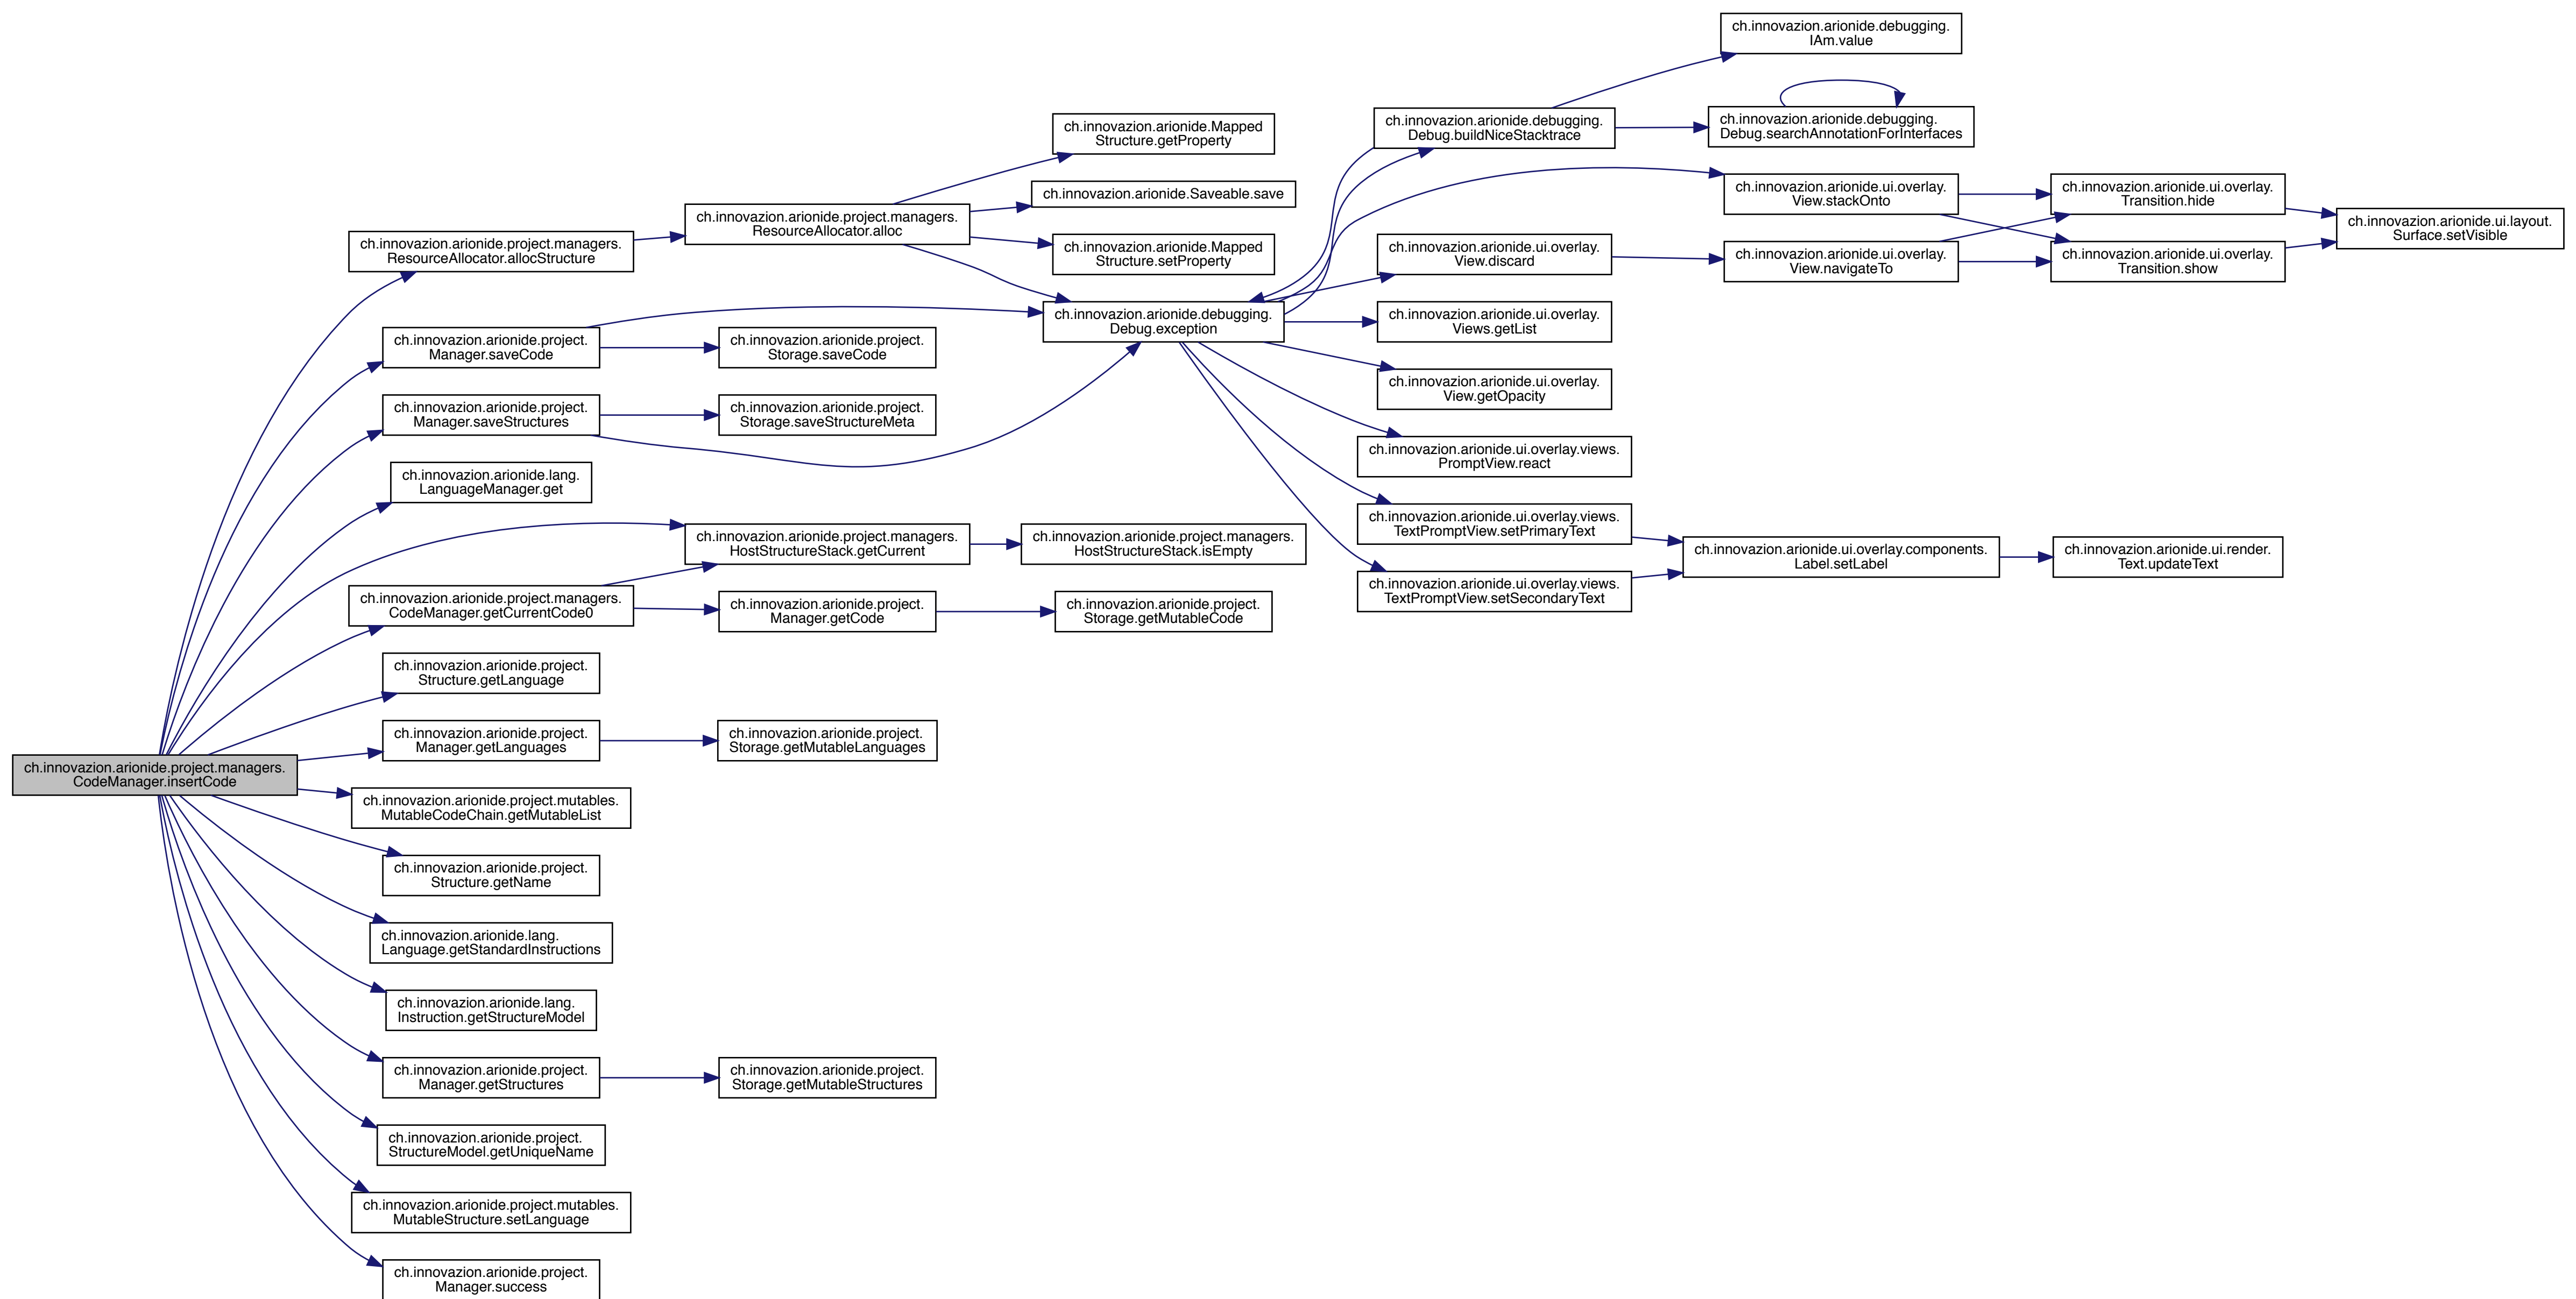 ch.innovazion.arionide.debugging.
IAm.value
ch.innovazion.arionide.debugging.
Debug.searchAnnotationForInterfaces
ch.innovazion.arionide.debugging.
Debug.buildNiceStacktrace
ch.innovazion.arionide.Mapped
Structure.getProperty
ch.innovazion.arionide.Saveable.save
ch.innovazion.arionide.ui.overlay.
View.stackOnto
ch.innovazion.arionide.ui.overlay.
Transition.hide
ch.innovazion.arionide.ui.layout.
Surface.setVisible
ch.innovazion.arionide.project.managers.
ResourceAllocator.alloc
ch.innovazion.arionide.project.managers.
ResourceAllocator.allocStructure
ch.innovazion.arionide.Mapped
Structure.setProperty
ch.innovazion.arionide.ui.overlay.
View.discard
ch.innovazion.arionide.ui.overlay.
View.navigateTo
ch.innovazion.arionide.ui.overlay.
Transition.show
ch.innovazion.arionide.debugging.
Debug.exception
ch.innovazion.arionide.ui.overlay.
Views.getList
ch.innovazion.arionide.project.
Manager.saveCode
ch.innovazion.arionide.project.
Storage.saveCode
ch.innovazion.arionide.ui.overlay.
View.getOpacity
ch.innovazion.arionide.project.
Manager.saveStructures
ch.innovazion.arionide.project.
Storage.saveStructureMeta
ch.innovazion.arionide.ui.overlay.views.
PromptView.react
ch.innovazion.arionide.lang.
LanguageManager.get
ch.innovazion.arionide.ui.overlay.views.
TextPromptView.setPrimaryText
ch.innovazion.arionide.project.managers.
HostStructureStack.getCurrent
ch.innovazion.arionide.project.managers.
HostStructureStack.isEmpty
ch.innovazion.arionide.ui.overlay.components.
Label.setLabel
ch.innovazion.arionide.ui.render.
Text.updateText
ch.innovazion.arionide.ui.overlay.views.
TextPromptView.setSecondaryText
ch.innovazion.arionide.project.managers.
CodeManager.getCurrentCode0
ch.innovazion.arionide.project.
Manager.getCode
ch.innovazion.arionide.project.
Storage.getMutableCode
ch.innovazion.arionide.project.
Structure.getLanguage
ch.innovazion.arionide.project.
Manager.getLanguages
ch.innovazion.arionide.project.
Storage.getMutableLanguages
ch.innovazion.arionide.project.managers.
CodeManager.insertCode
ch.innovazion.arionide.project.mutables.
MutableCodeChain.getMutableList
ch.innovazion.arionide.project.
Structure.getName
ch.innovazion.arionide.lang.
Language.getStandardInstructions
ch.innovazion.arionide.lang.
Instruction.getStructureModel
ch.innovazion.arionide.project.
Manager.getStructures
ch.innovazion.arionide.project.
Storage.getMutableStructures
ch.innovazion.arionide.project.
StructureModel.getUniqueName
ch.innovazion.arionide.project.mutables.
MutableStructure.setLanguage
ch.innovazion.arionide.project.
Manager.success